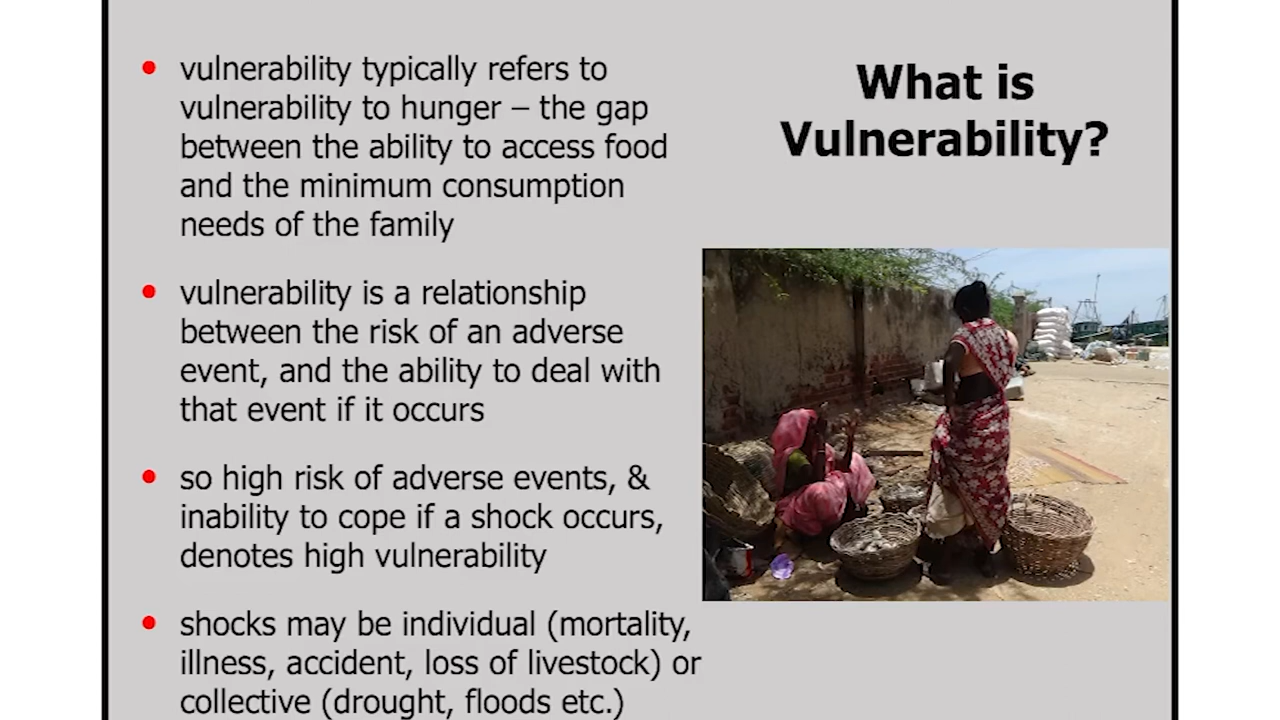 What is
Vulnerability?
• vulnerability typically refers to
vulnerability to hunger – the gap
between the ability to access food
and the minimum consumption
needs of the family
• vulnerability is a relationship
between the risk of an adverse
event, and the ability to deal with
that event if it occurs
• so high risk of adverse events, &
inability to cope if a shock occurs,
denotes high vulnerability
• shocks may be individual (mortality,
illness, accident, loss of livestock) or
collective (drought, floods etc.)